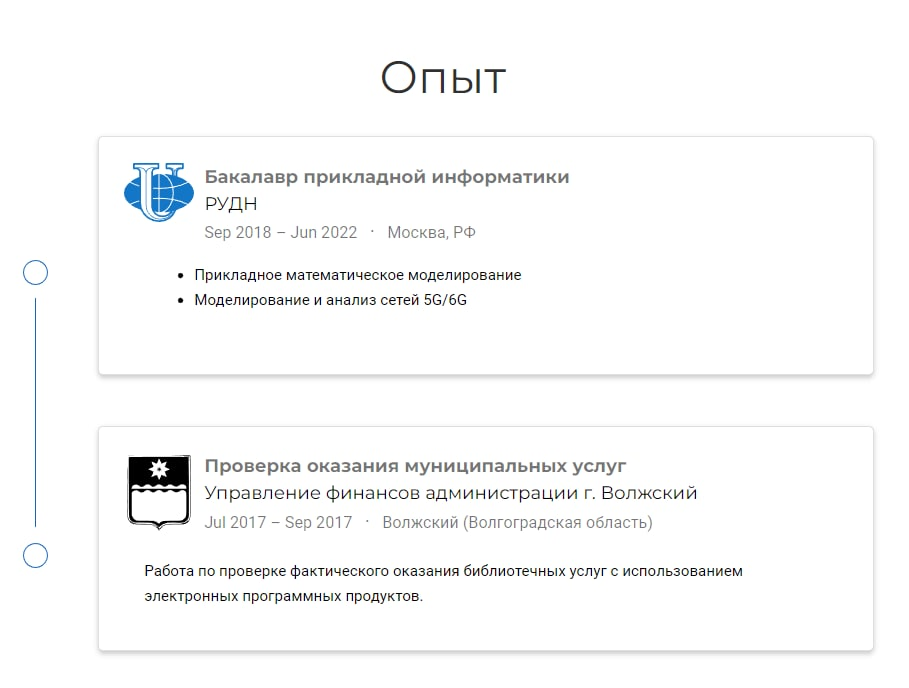 Опыт
Бакалавр прикладной информатики
РУДН
Sep 2018 – Jun 2022 · Москва, РФ
• Прикладное математическое моделирование
• Моделирование и анализ сетей 5G/6G
Проверка оказания муниципальных услуг
Управление финансов администрации г. Волжский
Jul 2017 – Sep 2017 · Волжский (Волгоградская область)
Работа по проверке фактического оказания библиотечных услуг с использованием
электронных программных продуктов.